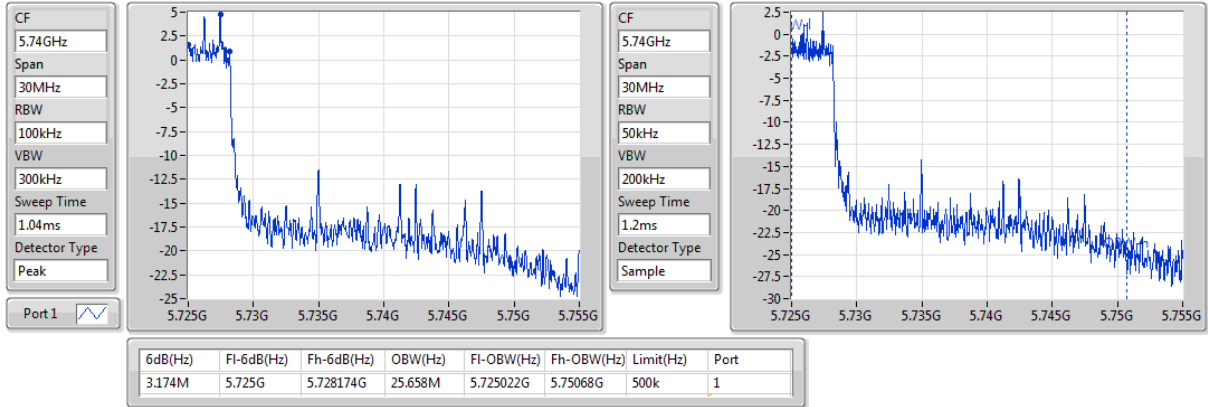 CF
5.74GHz
Span
30MHz
RBW
100kHz
VBW
300kHz
Sweep Time
1.04ms
Detector Type
Peak
Port 1
5-
2.5-
0-
-2.5-
-5-
-7.5-
-10-
-12.5-
-15-
-17.5-
-20-
-22.5-
-25-
5.725G 5.73G 5.735G 5.74G 5.745G 5.75G 5.755G
CF
5.74GHz
Span
30MHz
RBW
50kHz
VBW
200kHz
Sweep Time
1.2ms
Detector Type
Sample
2.5-
0-
-2.5-
-5-
-7.5-
-10-
-12.5-
-15-
-17.5-
-20-
-22.5-
-25-
-27.5-
-30-
5.725G 5.73G 5.735G 5.74G 5.745G 5.75G 5.755G
6dB(Hz) Fl-6dB(Hz) Fh-6dB(Hz) OBW(Hz) Fl-OBW(Hz) Fh-OBW(Hz) Limit(Hz) Port
3.174M 5.725G 5.728174G 25.658M 5.725022G 5.75068G 500k 1